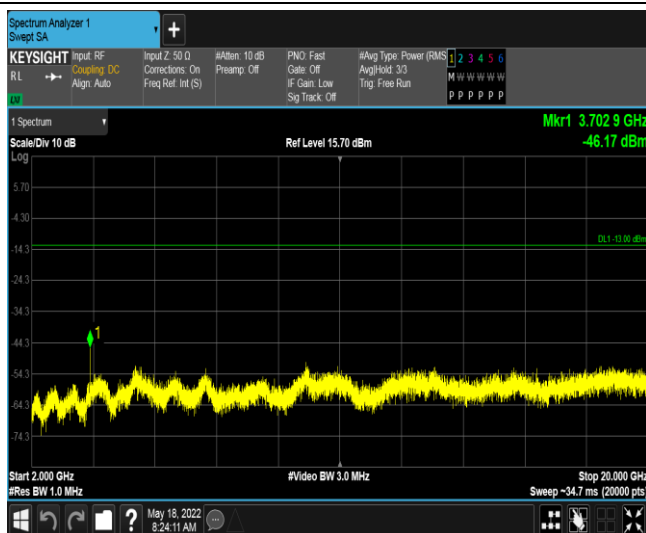 Spectrum Analyzer 1
Swept SA
+
KEYSIGHT
RL
LXI
Input: RF
Coupling: DC
Align: Auto
Input Z: 50 Ω
Corrections: On
Freq Ref: Int (S)
#Atten: 10 dB
Preamp: Off
PNO: Fast
Gate: Off
IF Gain: Low
Sig Track: Off
#Avg Type: Power (RMS
Avg|Hold: 3/3
Trig: Free Run
1 2 3 4 5 6
M W W W W W
P P P P P P
1 Spectrum
Mkr1 3.702 9 GHz
Scale/Div 10 dB
Ref Level 15.70 dBm
-46.17 dBm
Log
5.70
-4.30
DL1 -13.00 dBm
-14.3
-24.3
-34.3
1
-44.3
-54.3
-64.3
-74.3
Start 2.000 GHz
#Video BW 3.0 MHz
Stop 20.000 GHz
#Res BW 1.0 MHz
Sweep ~34.7 ms (20000 pts)
?
May 18, 2022
8:24:11 AM